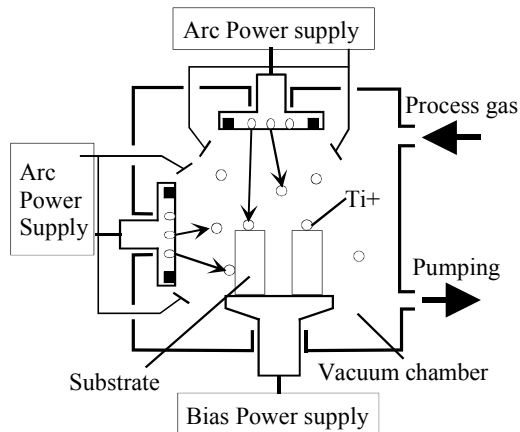 Arc Power supply
Process gas
Arc
Power
Supply
Ti+
Pumping
Substrate
Vacuum chamber
Bias Power supply